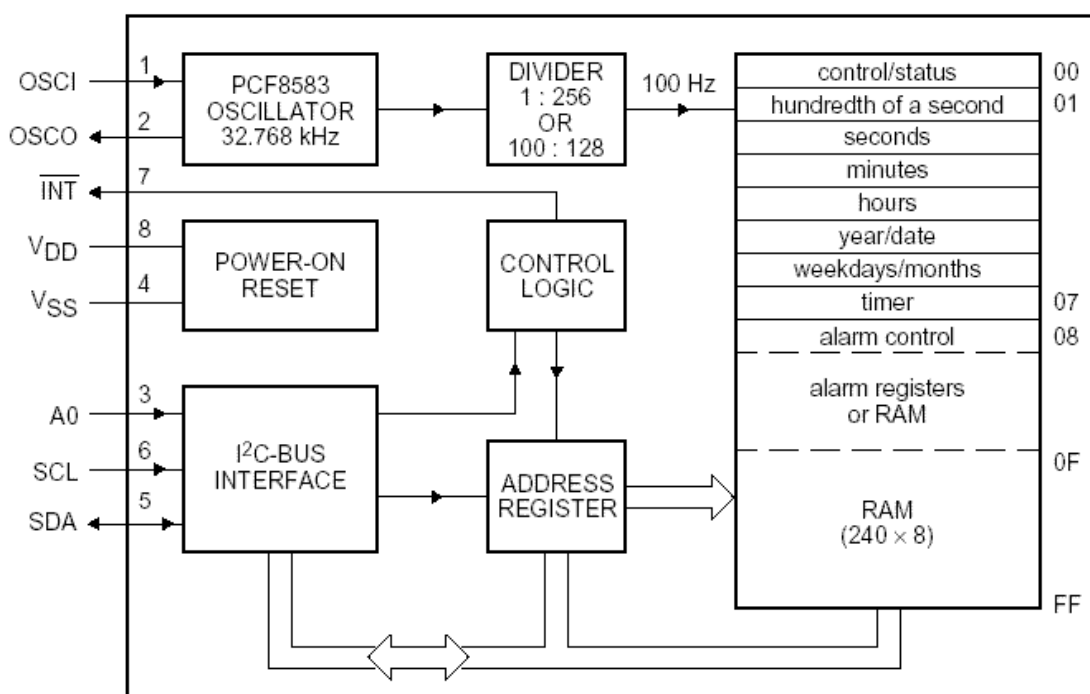 OSCI
1
PCF8583
OSCILLATOR
32.768 kHz
DIVIDER
1 : 256
OR
100 : 128
100 Hz
control/status
00
hundredth of a second
01
OSCO
2
seconds
minutes
INT
7
hours
year/date
VDD
8
POWER-ON
RESET
CONTROL
LOGIC
weekdays/months
VSS
4
timer
07
alarm control
08
A0
3
I²C-BUS
INTERFACE
alarm registers
or RAM
SCL
6
0F
ADDRESS
REGISTER
SDA
5
RAM
(240 × 8)
FF